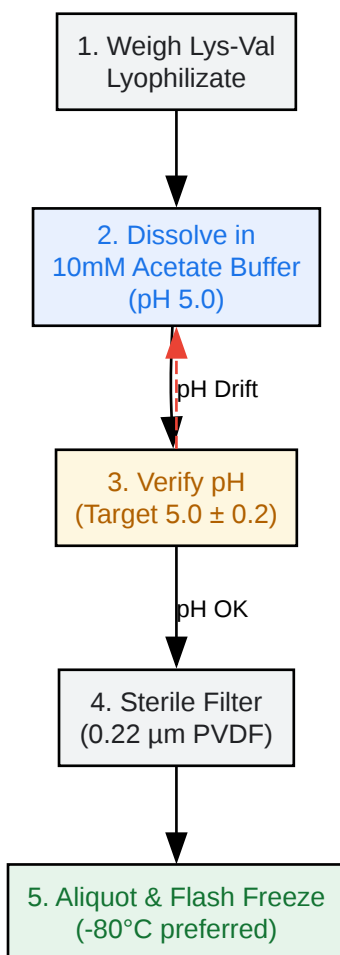 1. Weigh Lys-Val
Lyophilizate
2. Dissolve in
10mM Acetate Buffer
(pH 5.0)
pH Drift
3. Verify pH
(Target 5.0 ± 0.2)
pH OK
4. Sterile Filter
(0.22 µm PVDF)
5. Aliquot & Flash Freeze
(-80°C preferred)